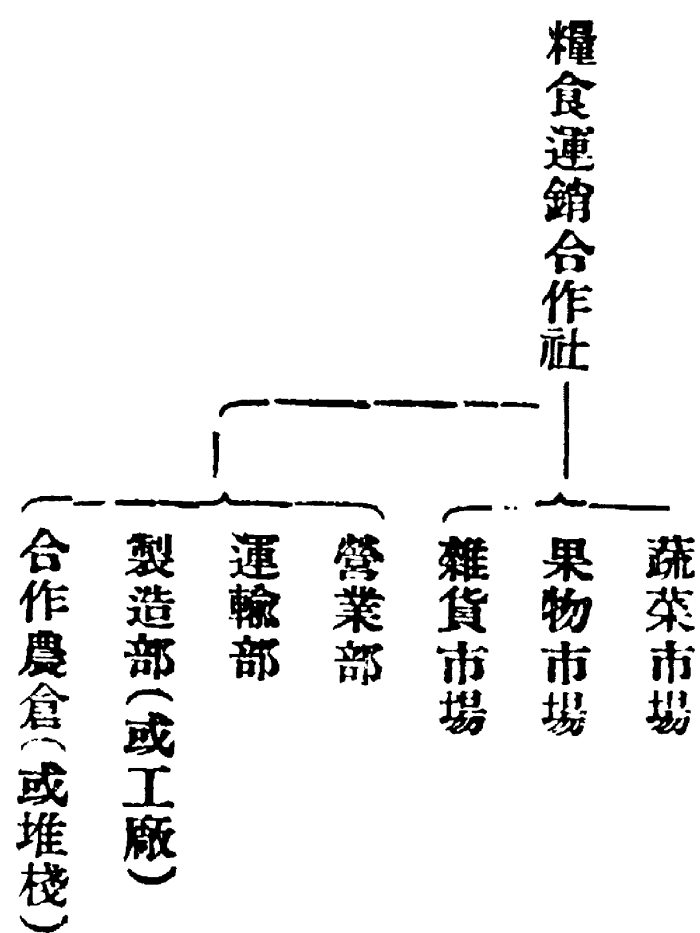 糧食運銷合作社
蔬菜市場
果物市場
雜貨市場
營業部
運輸部
製造部(或工廠)
合作農倉(或堆棧)